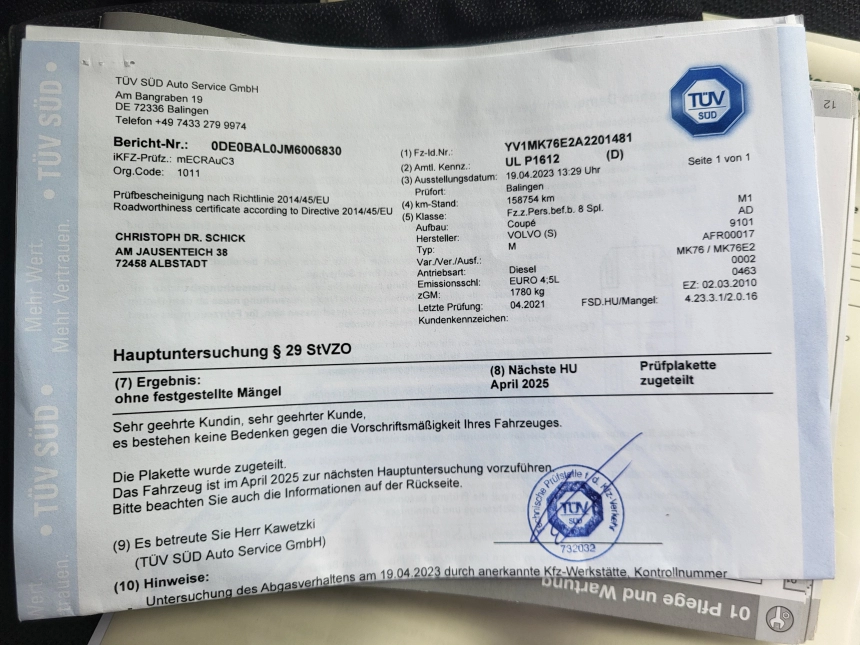 TÜV SÜD Auto Service GmbH
Am Bangraben 19
DE 72336 Balingen
Telefon +49 7433 279 9974
TÜV
SÜD
Bericht-Nr.: 0DE0BAL0JM6006830
iKFZ-Prüfz.: mECRAuC3
Org.Code: 1011
Prüfbescheinigung nach Richtlinie 2014/45/EU
Roadworthiness certificate according to Directive 2014/45/EU
CHRISTOPH DR. SCHICK
AM JAUSENTEICH 38
72458 ALBSTADT
(1) Fz-Id.Nr.: YV1MK76E2A2201481
(2) Amtl. Kennz.: UL P1612 (D)
(3) Ausstellungsdatum: 19.04.2023 13:29 Uhr Seite 1 von 1
Prüfort: Balingen
(4) km-Stand: 158754 km
(5) Klasse: Fz.z.Pers.bef.b. 8 Spl. M1
Aufbau: Coupé AD
Hersteller: VOLVO (S) 9101
Typ: M AFR00017
Var./Ver./Ausf.: MK76 / MK76E2
Antriebsart: Diesel 0002
Emissionsschl: EURO 4;5L 0463
zGM: 1780 kg EZ: 02.03.2010
Letzte Prüfung: 04.2021 FSD.HU/Mangel: 4.23.3.1/2.0.16
Kundenkennzeichen:
Hauptuntersuchung § 29 StVZO
(7) Ergebnis: (8) Nächste HU Prüfplakette
ohne festgestellte Mängel April 2025 zugeteilt
Sehr geehrte Kundin, sehr geehrter Kunde,
es bestehen keine Bedenken gegen die Vorschriftsmäßigkeit Ihres Fahrzeuges.
Die Plakette wurde zugeteilt.
Das Fahrzeug ist im April 2025 zur nächsten Hauptuntersuchung vorzuführen.
Bitte beachten Sie auch die Informationen auf der Rückseite.
(9) Es betreute Sie Herr Kawetzki
(TÜV SÜD Auto Service GmbH)
Technische Prüfstelle f. d. Kfz-Verkehr
TÜV
SÜD
732032
(10) Hinweise:
Untersuchung des Abgasverhaltens am 19.04.2023 durch anerkannte Kfz-Werkstätte, Kontrollnummer
TÜV SÜD •
Mehr Wert.
Mehr Vertrauen.
• TÜV SÜD •
Wert.
rtrauen
01 Pflege und Wartung
12